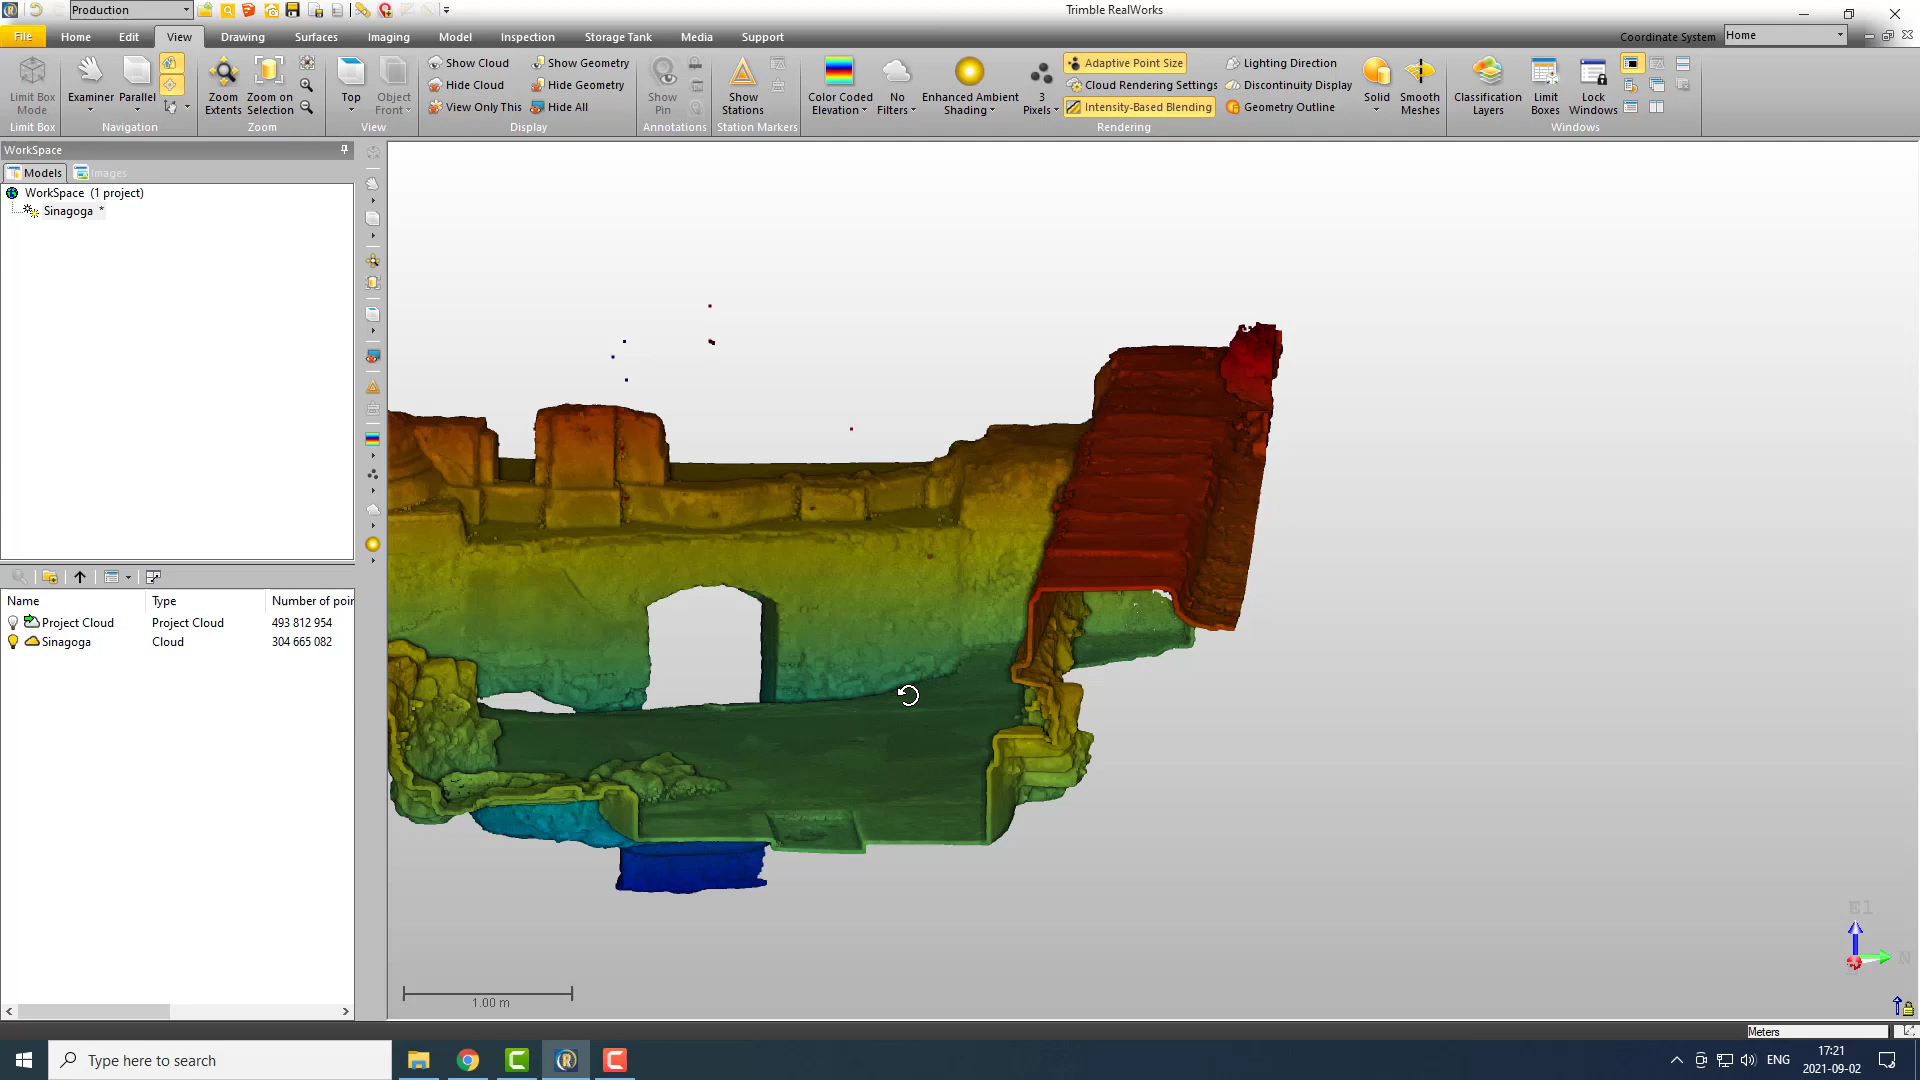 Production
Trimble RealWorks
File
Home
Edit
View
Drawing
Surfaces
Imaging
Model
Inspection
Storage Tank
Media
Support
Coordinate System
Home
Limit Box
Mode
Examiner
Parallel
Zoom
Extents
Zoom on
Selection
Top
Object
Front
Show Cloud
Hide Cloud
View Only This
Show Geometry
Hide Geometry
Hide All
Show
Pin
Show
Stations
Color Coded
Elevation
No
Filters
Enhanced Ambient
Shading
3
Pixels
Adaptive Point Size
Cloud Rendering Settings
Intensity-Based Blending
Lighting Direction
Discontinuity Display
Geometry Outline
Solid
Smooth
Meshes
Classification
Layers
Limit
Boxes
Lock
Windows
Limit Box
Navigation
Zoom
View
Display
Annotations
Station Markers
Rendering
Windows
WorkSpace
Models
Images
WorkSpace (1 project)
Sinagoga *
Name Type Number of poir
Project Cloud Project Cloud 493 812 954
Sinagoga Cloud 304 665 082
1.00 m
El
N
Meters
Type here to search
ENG
17:21
2021-09-02